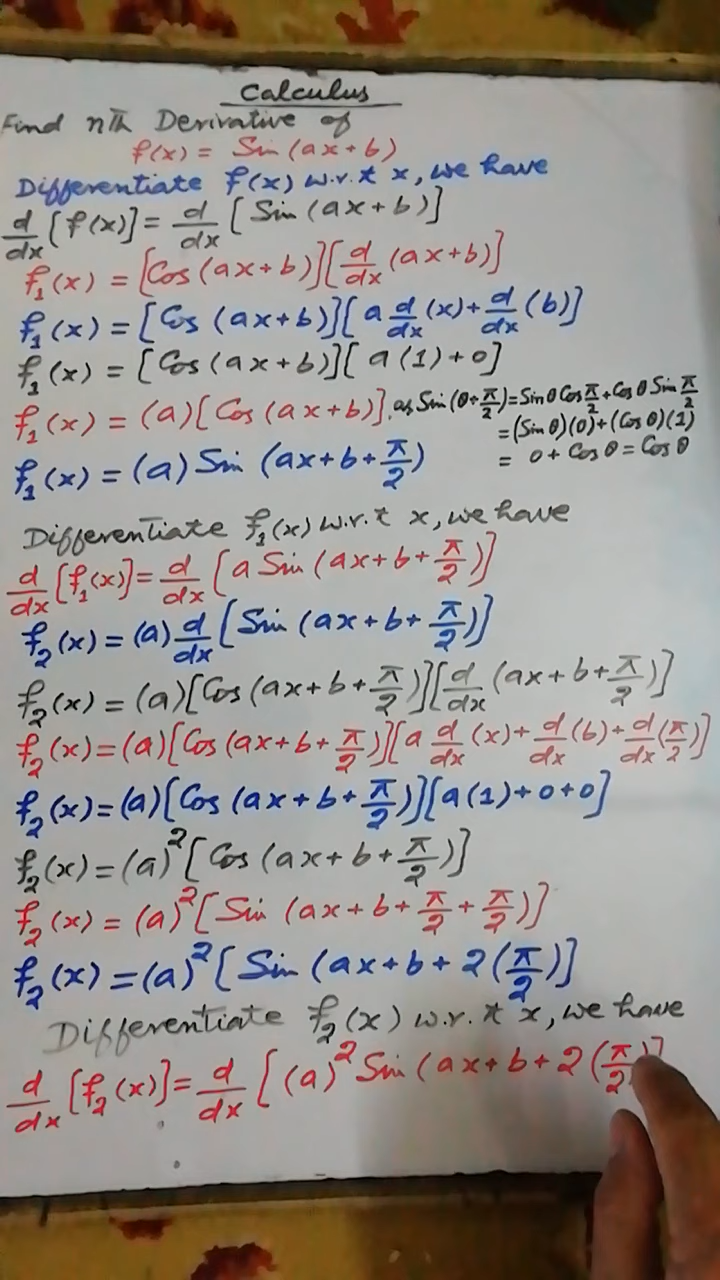 Calculus
Find nth Derivative of
f(x) = Sin (ax+b)
Differentiate f(x) w.r.t x, we have
d/dx [f(x)] = d/dx [Sin (ax+b)]
f₁(x) = [Cos (ax+b)][d/dx (ax+b)]
f₁(x) = [Cos (ax+b)][a d/dx (x) + d/dx (b)]
f₁(x) = [Cos (ax+b)][a(1)+0]
f₁(x) = (a)[Cos (ax+b)], as Sin(θ+π/2) = Sinθ Cos π/2 + Cosθ Sin π/2
= (Sinθ)(0)+(Cosθ)(1)
= 0 + Cosθ = Cosθ
f₁(x) = (a) Sin (ax+b+π/2)
Differentiate f₁(x) w.r.t x, we have
d/dx [f₁(x)] = d/dx [a Sin (ax+b+π/2)]
f₂(x) = (a) d/dx [Sin (ax+b+π/2)]
f₂(x) = (a)[Cos (ax+b+π/2)][d/dx (ax+b+π/2)]
f₂(x) = (a)[Cos (ax+b+π/2)][a d/dx (x) + d/dx (b) + d/dx (π/2)]
f₂(x) = (a)[Cos (ax+b+π/2)][a(1)+0+0]
f₂(x) = (a)²[Cos (ax+b+π/2)]
f₂(x) = (a)²[Sin (ax+b+π/2+π/2)]
f₂(x) = (a)²[Sin (ax+b+2(π/2)]
Differentiate f₂(x) w.r.t x, we have
d/dx [f₂(x)] = d/dx [(a)² Sin (ax+b+2(π/2)]